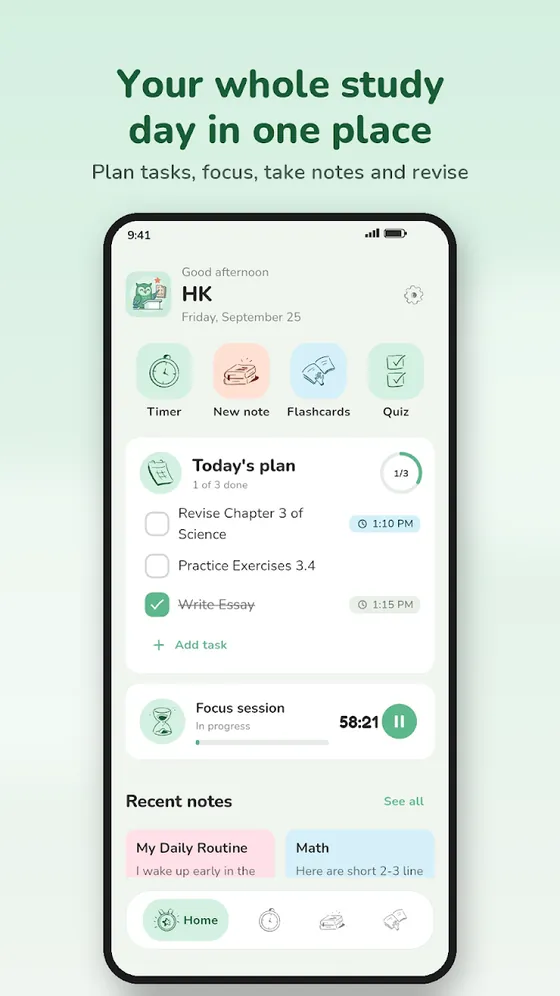 Your whole study
day in one place
Plan tasks, focus, take notes and revise
9:41
Good afternoon
HK
Friday, September 25
Timer
New note
Flashcards
Quiz
Today's plan
1 of 3 done
1/3
Revise Chapter 3 of
Science
1:10 PM
Practice Exercises 3.4
Write Essay
1:15 PM
+ Add task
Focus session
In progress
58:21
Recent notes
See all
My Daily Routine
I wake up early in the
Math
Here are short 2-3 line
Home